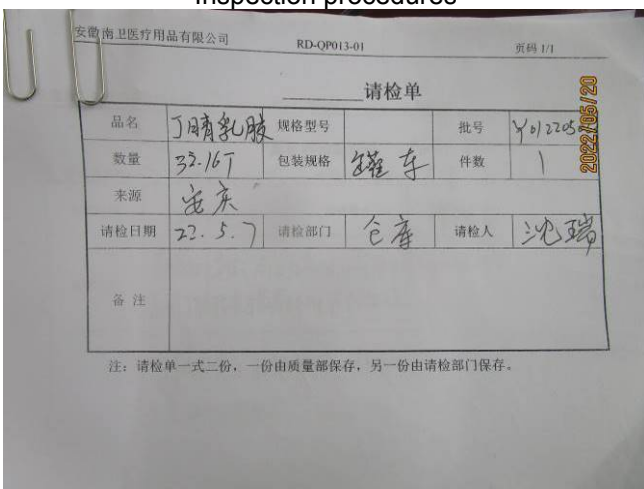 Inspection procedures
安徽南卫医疗用品有限公司 RD-QP013-01 页码 1/1
请检单
品名 丁腈乳胶 规格型号 批号
数量 32.16T 包装规格 罐车 件数 1
来源 安庆
请检日期 22.5.7 请检部门 仓库 请检人 沈瑞
备注
注：请检单一式二份，一份由质量部保存，另一份由请检部门保存。
2022/05/20